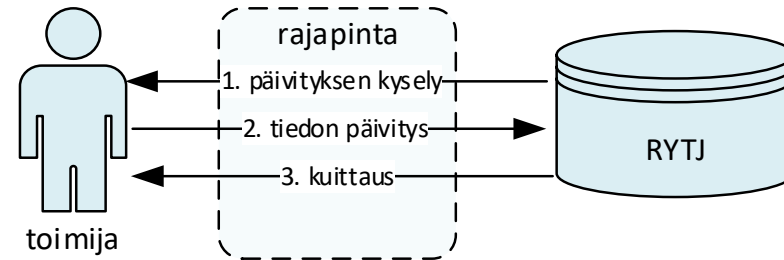 rajapinta
1. päivityksen kysely
2. tiedon päivitys
3. kuittaus
RYTJ
toimija